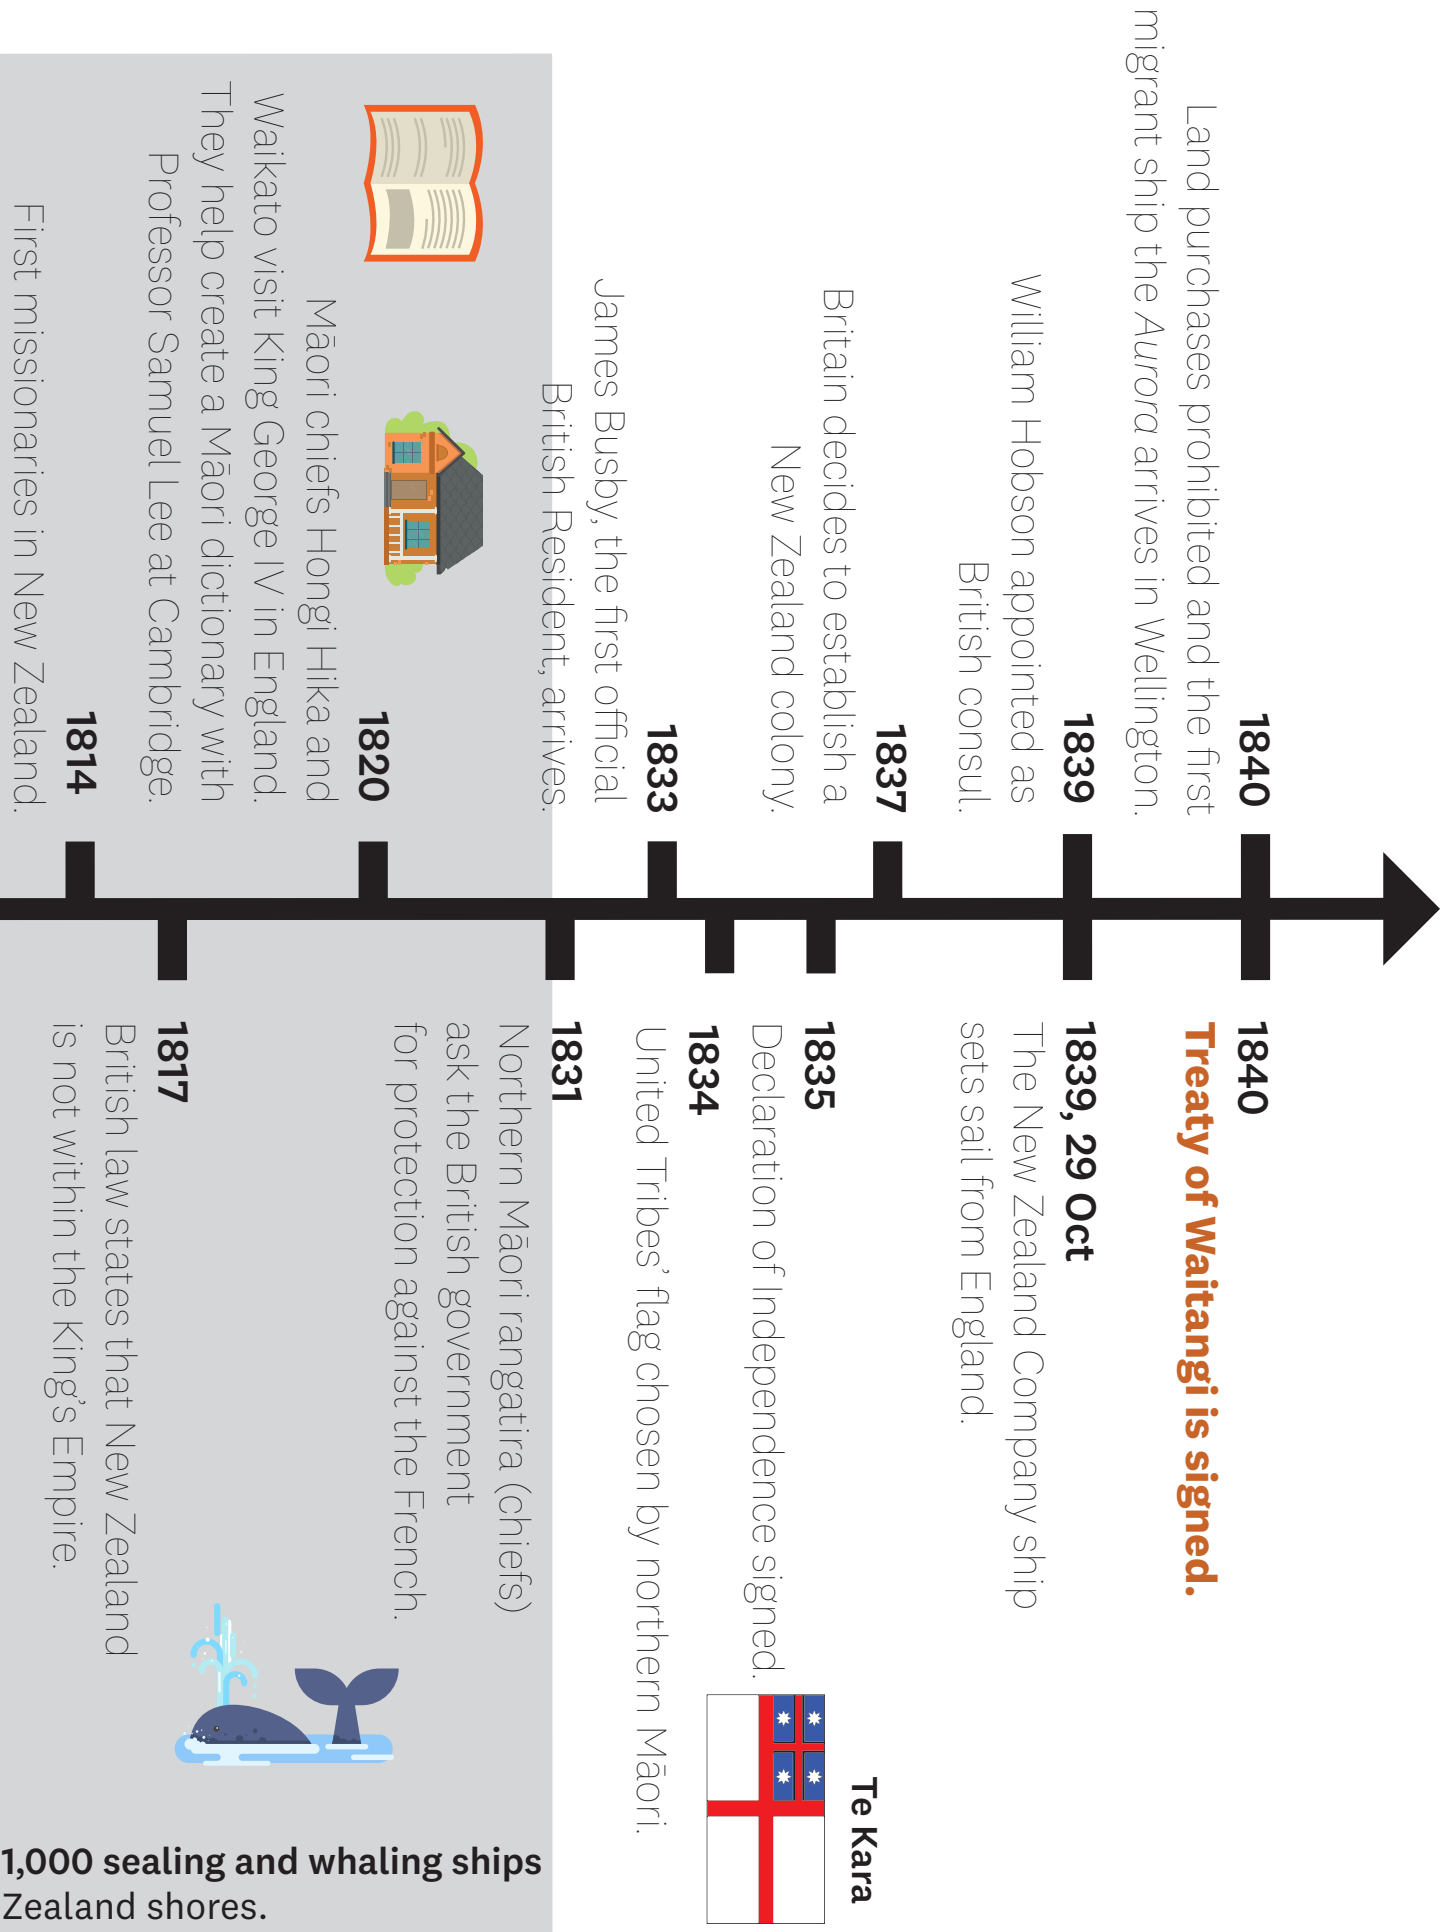 1840
Land purchases prohibited and the first
migrant ship the Aurora arrives in Wellington.
1839
William Hobson appointed as
British consul.
1837
Britain decides to establish a
New Zealand colony.
1833
James Busby, the first official
British Resident, arrives.
1820
Māori chiefs Hongi Hika and
Waikato visit King George IV in England.
They help create a Māori dictionary with
Professor Samuel Lee at Cambridge.
1814
First missionaries in New Zealand.
1840
Treaty of Waitangi is signed.
1839, 29 Oct
The New Zealand Company ship
sets sail from England.
Te Kara
1835
Declaration of Independence signed.
1834
United Tribes’ flag chosen by northern Māori.
1831
Northern Māori rangatira (chiefs)
ask the British government
for protection against the French.
1817
British law states that New Zealand
is not within the King’s Empire.
1,000 sealing and whaling ships
Zealand shores.